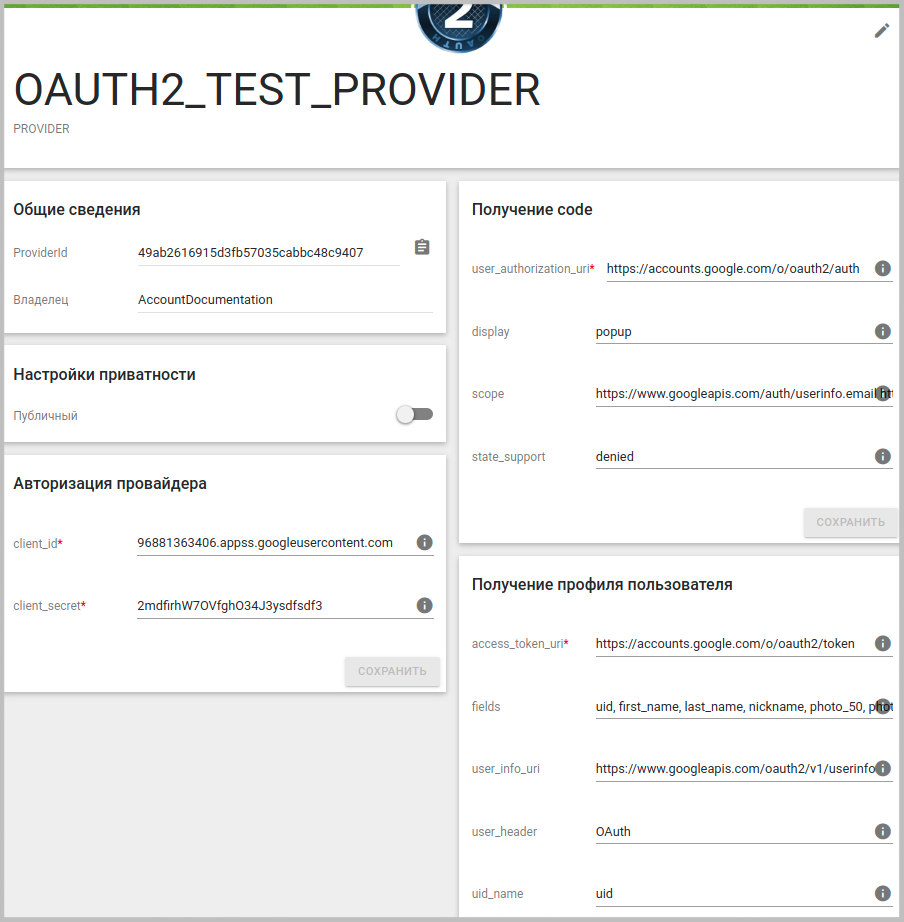 2
OAUTH
OAUTH2_TEST_PROVIDER
PROVIDER
Общие сведения
ProviderId 49ab2616915d3fb57035cabbc48c9407
Владелец AccountDocumentation
Настройки приватности
Публичный
Авторизация провайдера
client_id* 96881363406.appss.googleusercontent.com
client_secret* 2mdfirhW7OVfghO34J3ysdfsdf3
СОХРАНИТЬ
Получение code
user_authorization_uri* https://accounts.google.com/o/oauth2/auth
display popup
scope https://www.googleapis.com/auth/userinfo.email
state_support denied
СОХРАНИТЬ
Получение профиля пользователя
access_token_uri* https://accounts.google.com/o/oauth2/token
fields uid, first_name, last_name, nickname, photo_50,
user_info_uri https://www.googleapis.com/oauth2/v1/userinfo
user_header OAuth
uid_name uid